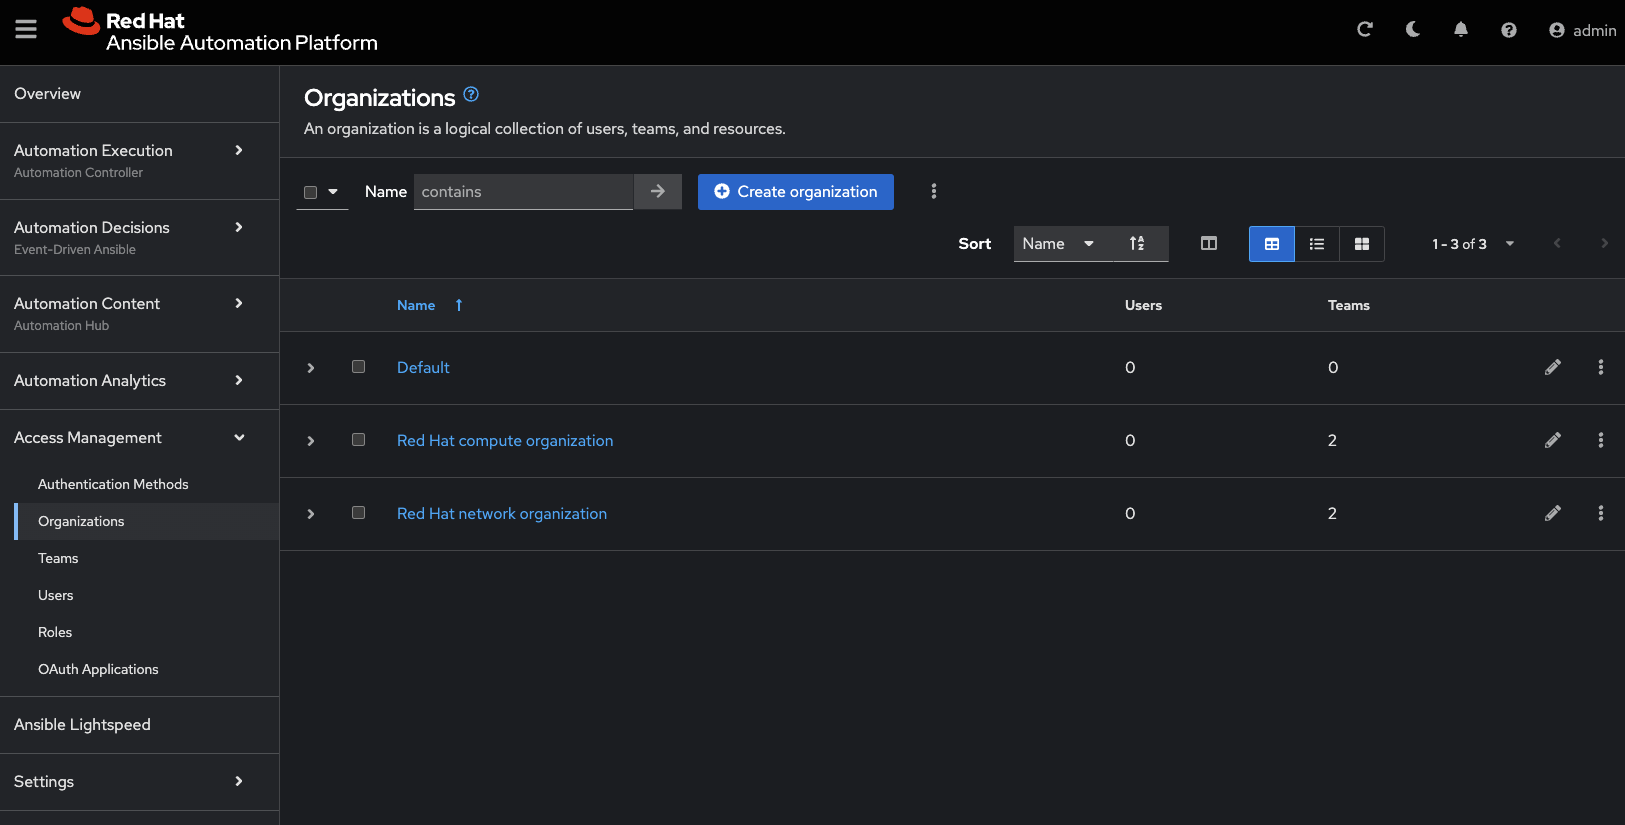 Red Hat
Ansible Automation Platform
admin
Overview
Automation Execution
Automation Controller
Automation Decisions
Event-Driven Ansible
Automation Content
Automation Hub
Automation Analytics
Access Management
Authentication Methods
Organizations
Teams
Users
Roles
OAuth Applications
Ansible Lightspeed
Settings
Organizations
An organization is a logical collection of users, teams, and resources.
Name contains Create organization
Sort Name 1 - 3 of 3
Name Users Teams
Default 0 0
Red Hat compute organization 0 2
Red Hat network organization 0 2